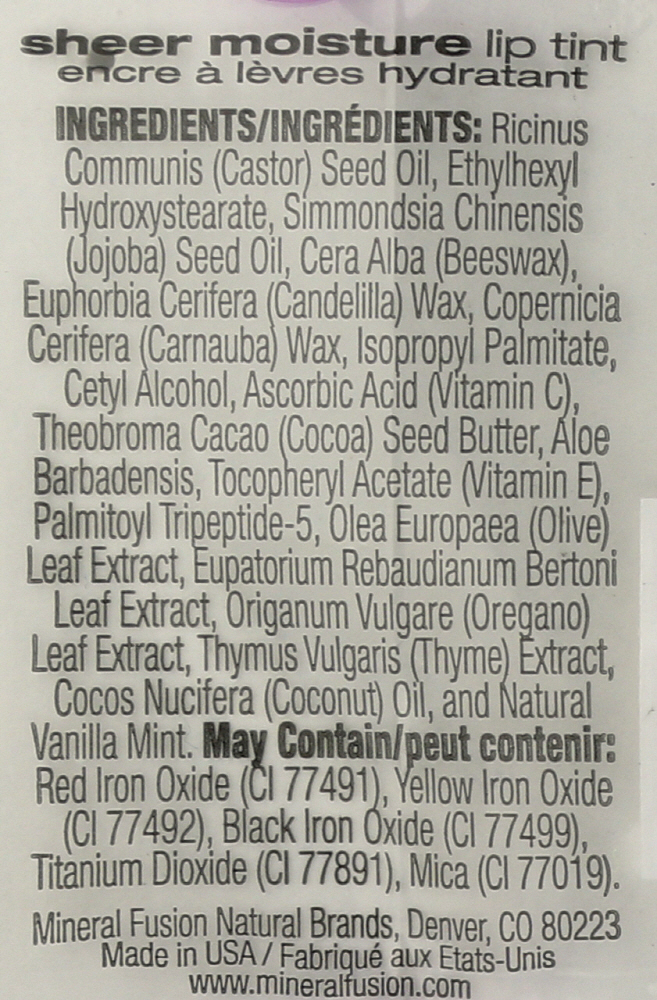 sheer moisture lip tint
encre à lèvres hydratant
INGREDIENTS/INGRÉDIENTS: Ricinus
Communis (Castor) Seed Oil, Ethylhexyl
Hydroxystearate, Simmondsia Chinensis
(Jojoba) Seed Oil, Cera Alba (Beeswax),
Euphorbia Cerifera (Candelilla) Wax, Copernicia
Cerifera (Carnauba) Wax, Isopropyl Palmitate,
Cetyl Alcohol, Ascorbic Acid (Vitamin C),
Theobroma Cacao (Cocoa) Seed Butter, Aloe
Barbadensis, Tocopheryl Acetate (Vitamin E),
Palmitoyl Tripeptide-5, Olea Europaea (Olive)
Leaf Extract, Eupatorium Rebaudianum Bertoni
Leaf Extract, Origanum Vulgare (Oregano)
Leaf Extract, Thymus Vulgaris (Thyme) Extract,
Cocos Nucifera (Coconut) Oil, and Natural
Vanilla Mint. May Contain/peut contenir:
Red Iron Oxide (CI 77491), Yellow Iron Oxide
(CI 77492), Black Iron Oxide (CI 77499),
Titanium Dioxide (CI 77891), Mica (CI 77019).
Mineral Fusion Natural Brands, Denver, CO 80223
Made in USA / Fabriqué aux Etats-Unis
www.mineralfusion.com